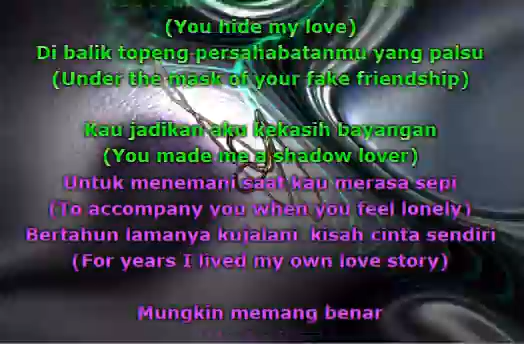 (You hide my love)
Di balik topeng persahabatanmu yang palsu
(Under the mask of your fake friendship)
Kau jadikan aku kekasih bayangan
(You made me a shadow lover)
Untuk menemani saat kau merasa sepi
(To accompany you when you feel lonely)
Bertahun lamanya kujalani kisah cinta sendiri
(For years I lived my own love story)
Mungkin memang benar